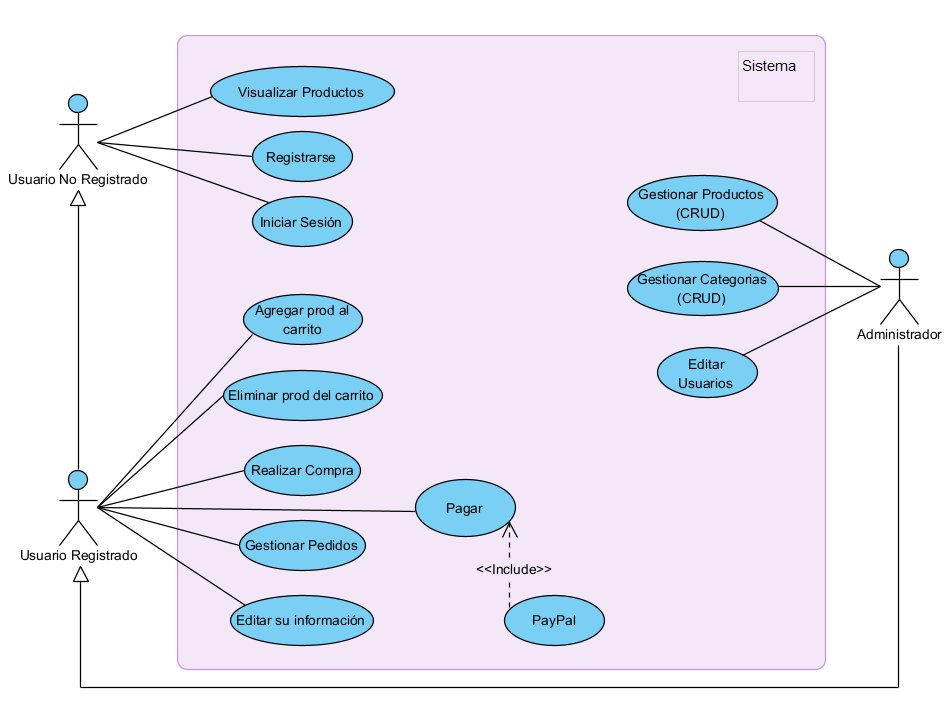 Sistema
Visualizar Productos
Usuario No Registrado
Registrarse
Iniciar Sesión
Gestionar Productos
(CRUD)
Gestionar Categorias
(CRUD)
Administrador
Agregar prod al
carrito
Editar
Usuarios
Eliminar prod del carrito
Realizar Compra
Pagar
Usuario Registrado
Gestionar Pedidos
<<Include>>
Editar su información
PayPal